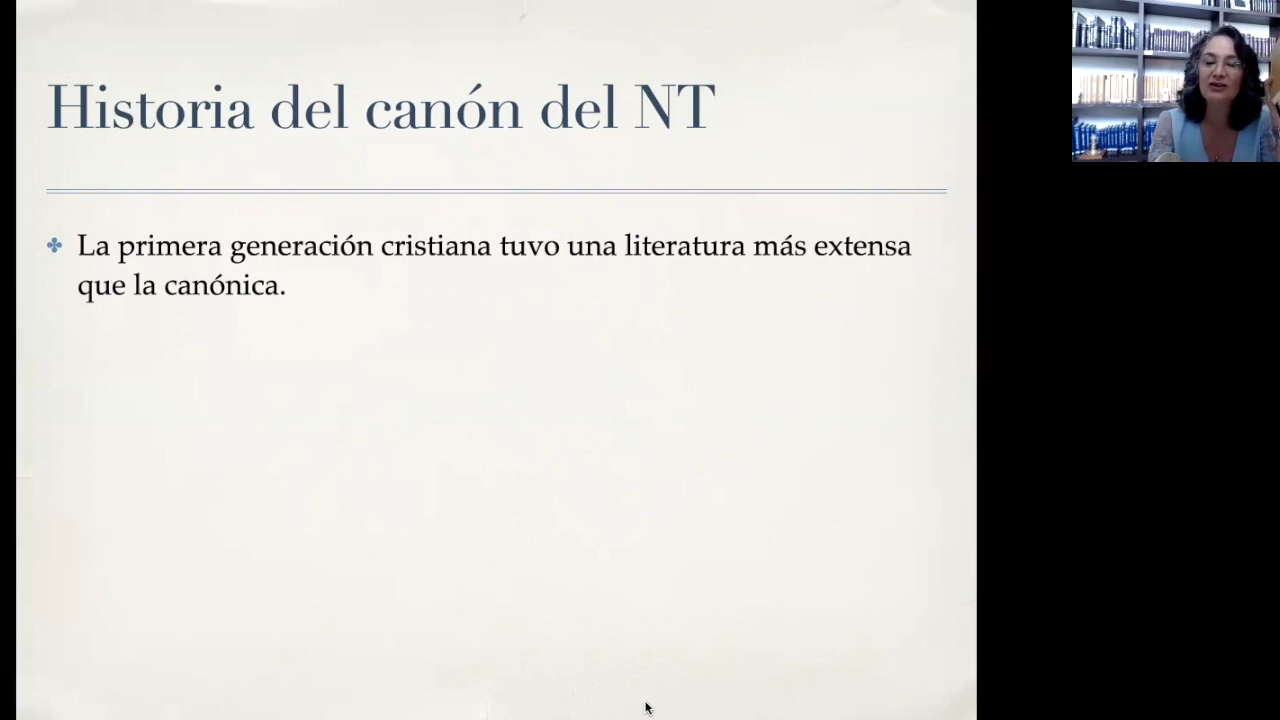 Historia del canón del NT
La primera generación cristiana tuvo una literatura más extensa
que la canónica.